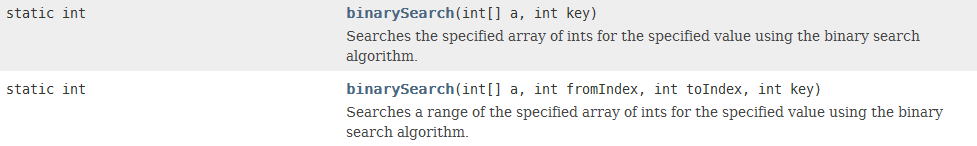 static int binarySearch(int[] a, int key)
Searches the specified array of ints for the specified value using the binary search
algorithm.
static int binarySearch(int[] a, int fromIndex, int toIndex, int key)
Searches a range of the specified array of ints for the specified value using the binary
search algorithm.